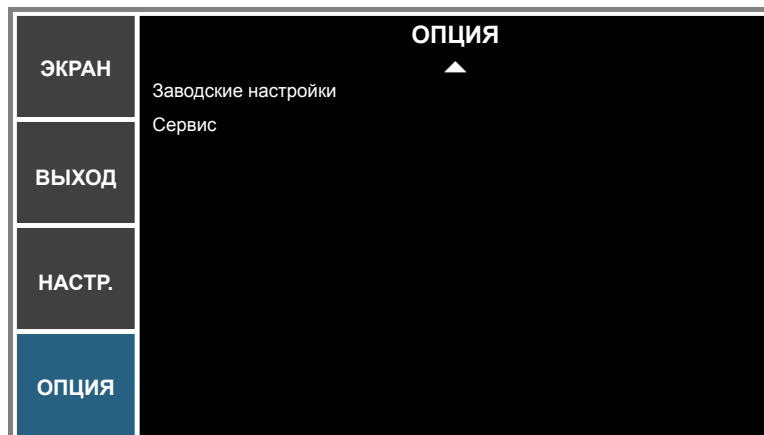 ЭКРАН
ВЫХОД
НАСТР.
ОПЦИЯ
ОПЦИЯ
Заводские настройки
Сервис